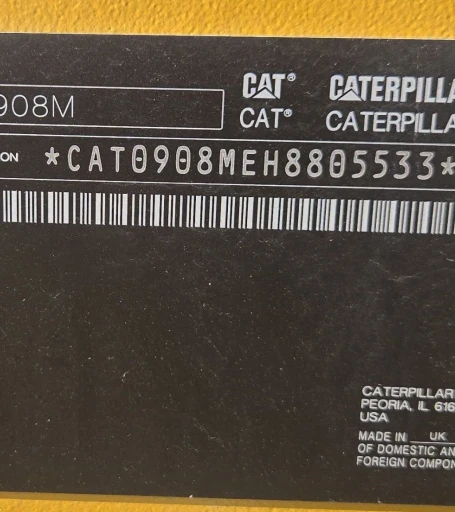 CAT® CATERPILLA
908M
CAT® CATERPILLA
ON *CAT0908MEH8805533*
CATERPILLAR
PEORIA, IL 616
USA
MADE IN UK
OF DOMESTIC AN
FOREIGN COMPON